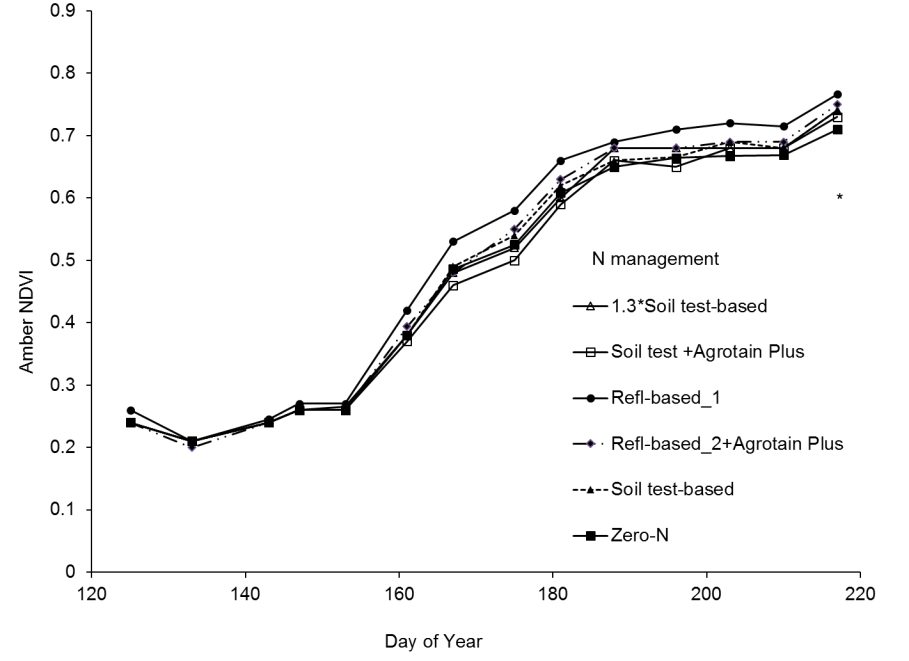 0.9
0.8
0.7
0.6
0.5
0.4
0.3
0.2
0.1
0
120 140 160 180 200 220
Amber NDVI
Day of Year
*
N management
1.3*Soil test-based
Soil test +Agrotain Plus
Refl-based_1
Refl-based_2+Agrotain Plus
Soil test-based
Zero-N